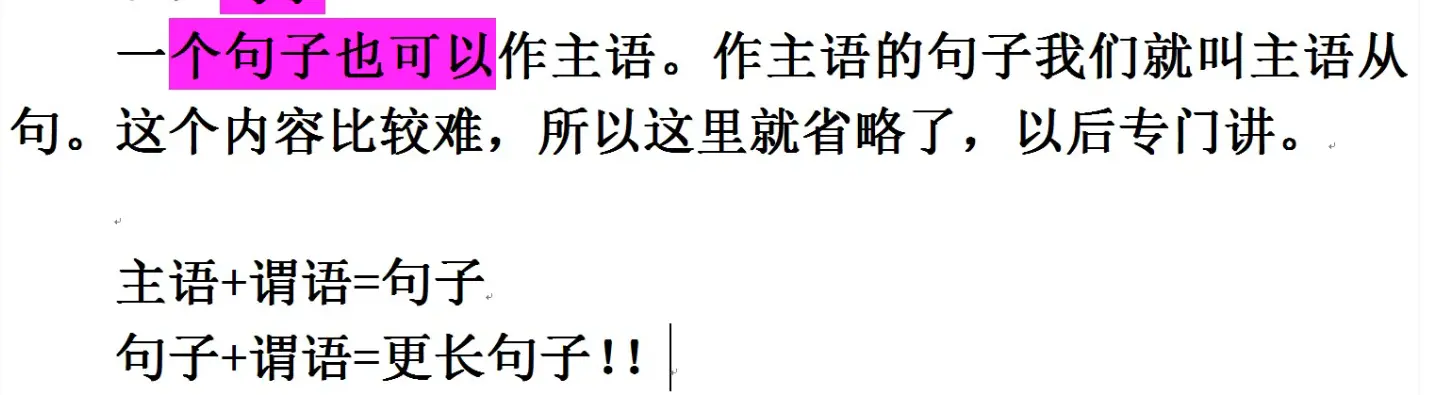 一个句子也可以作主语。作主语的句子我们就叫主语从
句。这个内容比较难，所以这里就省略了，以后专门讲。
主语+谓语=句子
句子+谓语=更长句子！！